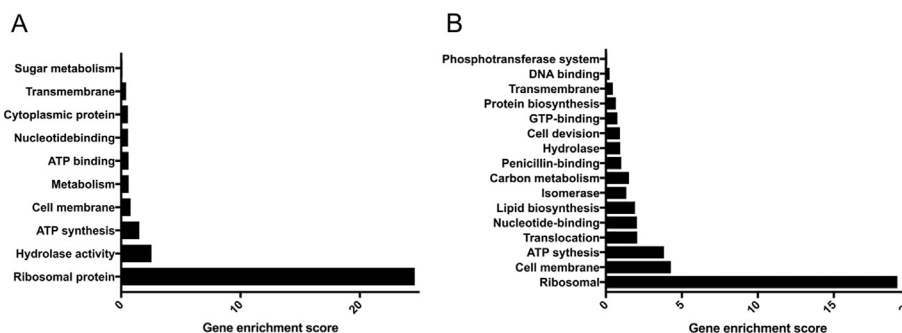 A
Sugar metabolism
Transmembrane
Cytoplasmic protein
Nucleotidebinding
ATP binding
Metabolism
Cell membrane
ATP synthesis
Hydrolase activity
Ribosomal protein
0
10
20
Gene enrichment score
B
Phosphotransferase system
DNA binding
Transmembrane
Protein biosynthesis
GTP-binding
Cell devision
Hydrolase
Penicillin-binding
Carbon metabolism
Isomerase
Lipid biosynthesis
Nucleotide-binding
Translocation
ATP sythesis
Cell membrane
Ribosomal
0
5
10
15
Gene enrichment score